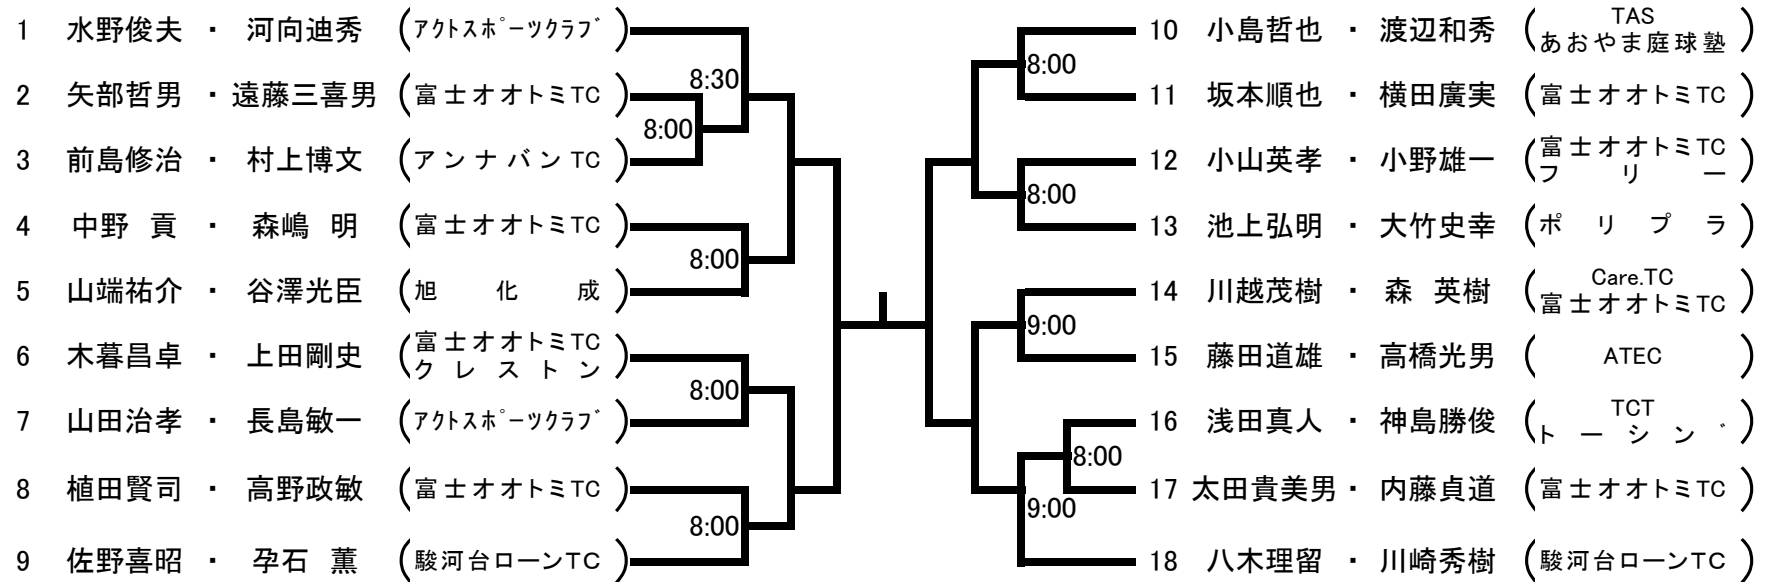 1 水野俊夫 ・ 河向迪秀 (ｱｸﾄｽﾎﾟｰﾂｸﾗﾌﾞ)
8:30
2 矢部哲男 ・ 遠藤三喜男 (富士オオトミTC)
8:00
3 前島修治 ・ 村上博文 (アンナバンTC)
4 中野 貢 ・ 森嶋 明 (富士オオトミTC)
8:00
5 山端祐介 ・ 谷澤光臣 (旭化成)
6 木暮昌卓 ・ 上田剛史 (富士オオトミTC
クレストン)
8:00
7 山田治孝 ・ 長島敏一 (ｱｸﾄｽﾎﾟｰﾂｸﾗﾌﾞ)
8 植田賢司 ・ 高野政敏 (富士オオトミTC)
8:00
9 佐野喜昭 ・ 孕石 薫 (駿河台ローンTC)
10 小島哲也 ・ 渡辺和秀 (TAS
あおやま庭球塾)
8:00
11 坂本順也 ・ 横田廣実 (富士オオトミTC)
12 小山英孝 ・ 小野雄一 (富士オオトミTC
フリー)
8:00
13 池上弘明 ・ 大竹史幸 (ポリプラ)
14 川越茂樹 ・ 森 英樹 (Care.TC
富士オオトミTC)
9:00
15 藤田道雄 ・ 高橋光男 (ATEC)
16 浅田真人 ・ 神島勝俊 (TCT
トーシンﾞ)
8:00
17 太田貴美男 ・ 内藤貞道 (富士オオトミTC)
9:00
18 八木理留 ・ 川崎秀樹 (駿河台ローンTC)